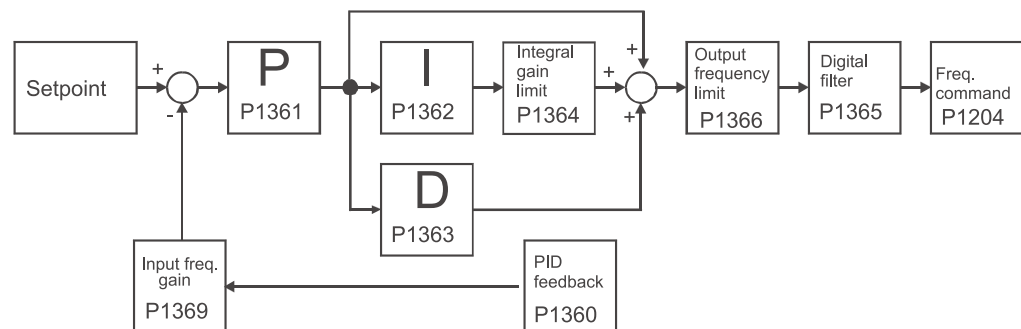 Setpoint
+
-
P
P1361
I
P1362
Integral
gain
limit
P1364
D
P1363
+
+
+
Output
frequency
limit
P1366
Digital
filter
P1365
Freq.
command
P1204
Input freq.
gain
P1369
PID
feedback
P1360